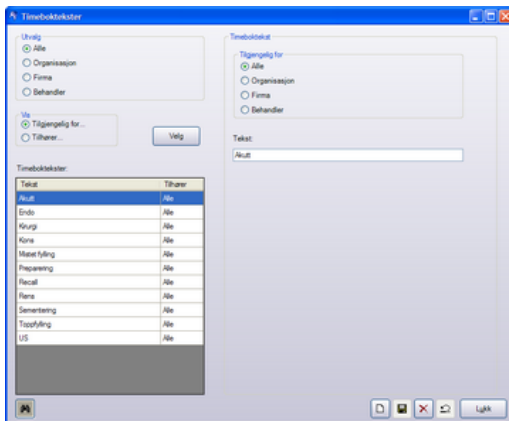 Timeboktekster
Utvalg
Alle
Organisasjon
Firma
Behandler
Vis
Tilgjengelig for...
Tilhører...
Velg
Timeboktekster:
Tekst Tilhører
Akutt Alle
Endo Alle
Kirurgi Alle
Kons Alle
Mistet fylling Alle
Preparering Alle
Recall Alle
Rens Alle
Sementering Alle
Toppfylling Alle
US Alle
Timeboktekst
Tilgjengelig for
Alle
Organisasjon
Firma
Behandler
Tekst:
Akutt
Lukk